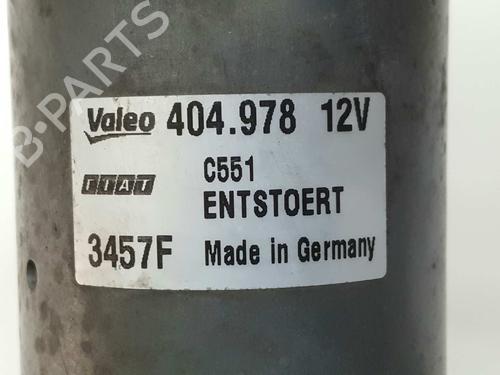 B-PARTS
Valeo 404.978 12V
FIAT C551
ENTSTOERT
3457F Made in Germany